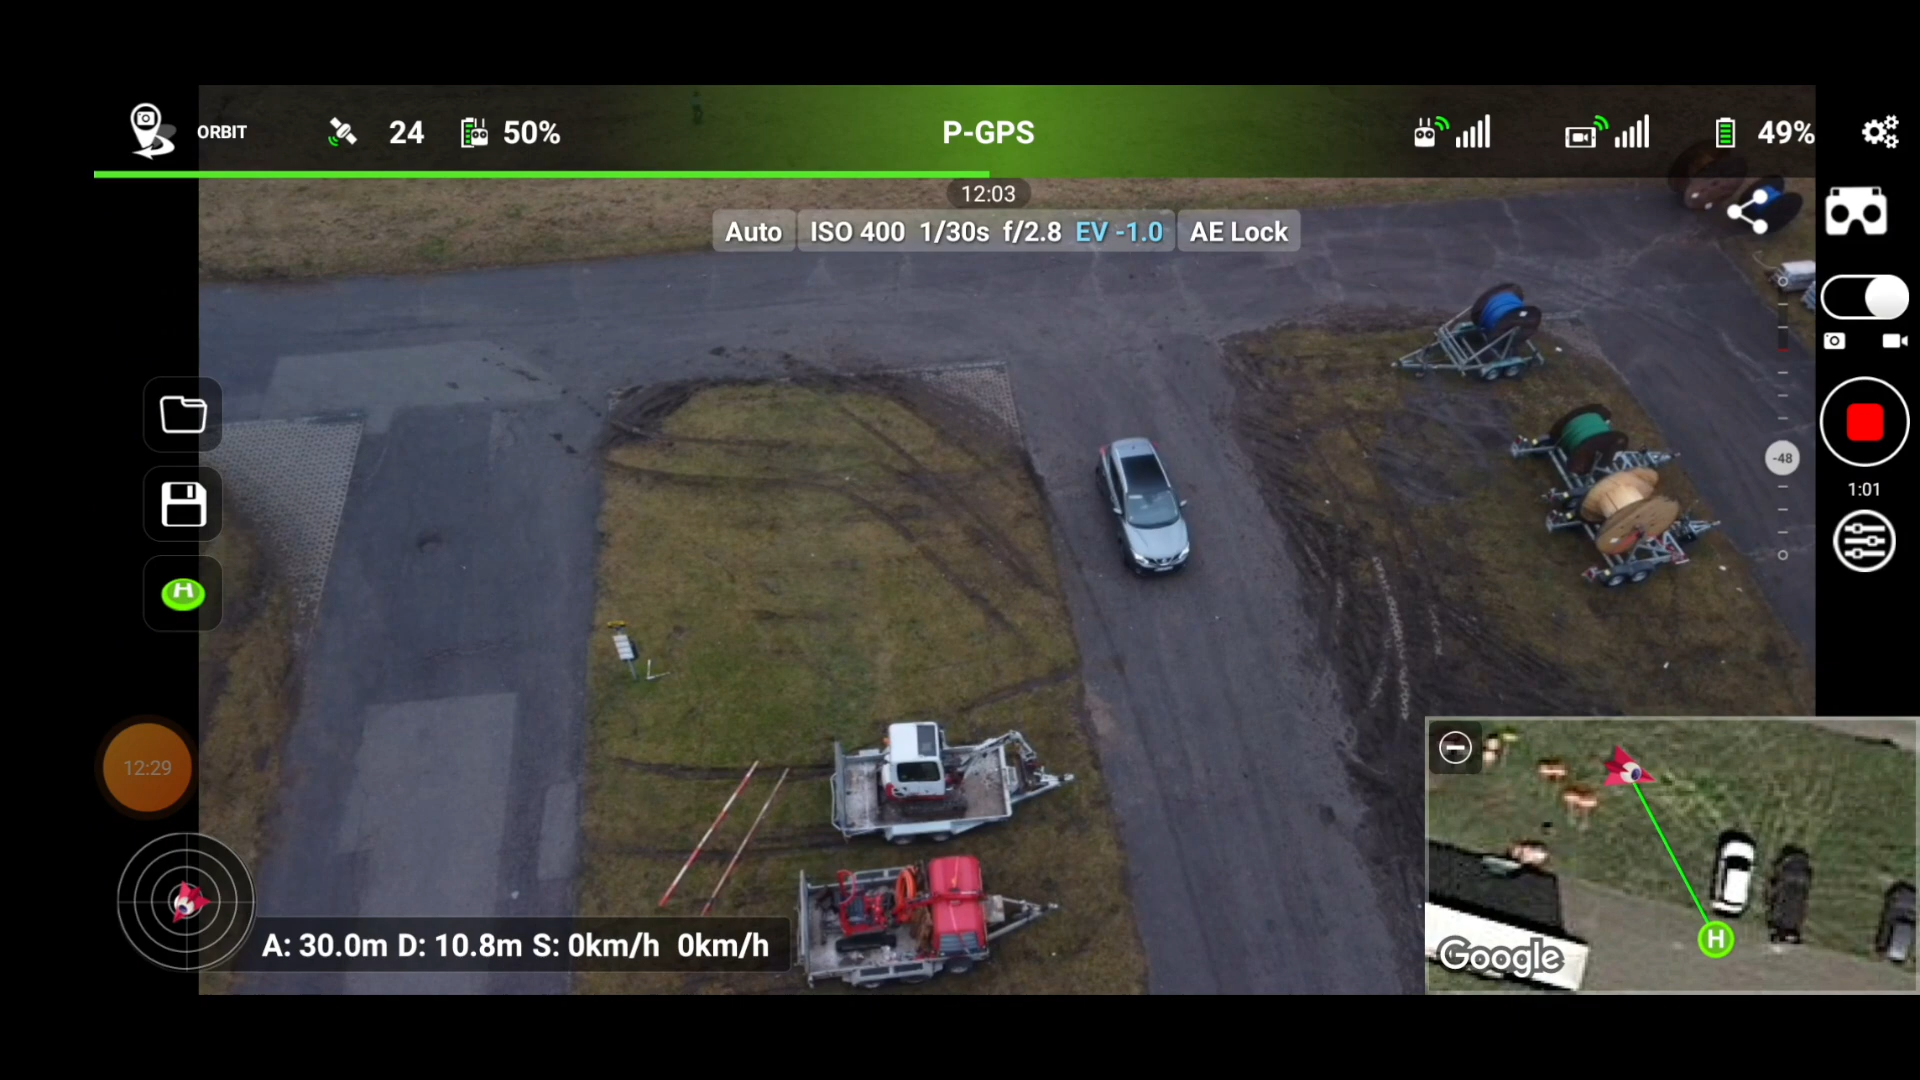 ORBIT 24 50% P-GPS 49%
12:03
Auto ISO 400 1/30s f/2.8 EV -1.0 AE Lock
-48
1:01
H
12:29
A: 30.0m D: 10.8m S: 0km/h 0km/h
H
Google